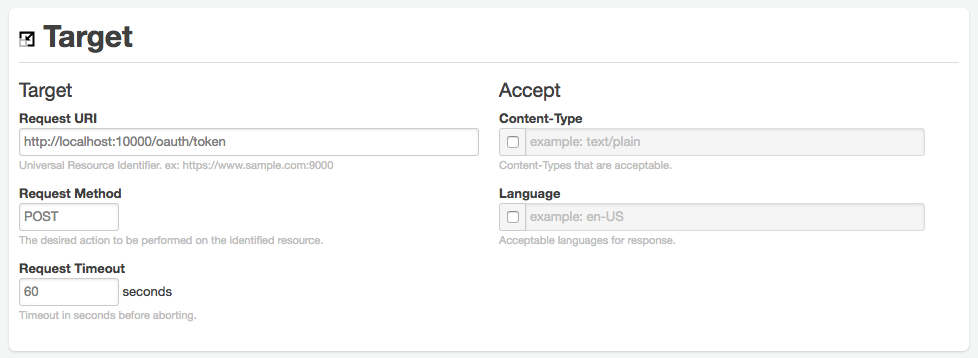 Target
Target
Request URI
http://localhost:10000/oauth/token
Universal Resource Identifier. ex: https://www.sample.com:9000
Request Method
POST
The desired action to be performed on the identified resource.
Request Timeout
60 seconds
Timeout in seconds before aborting.
Accept
Content-Type
example: text/plain
Content-Types that are acceptable.
Language
example: en-US
Acceptable languages for response.